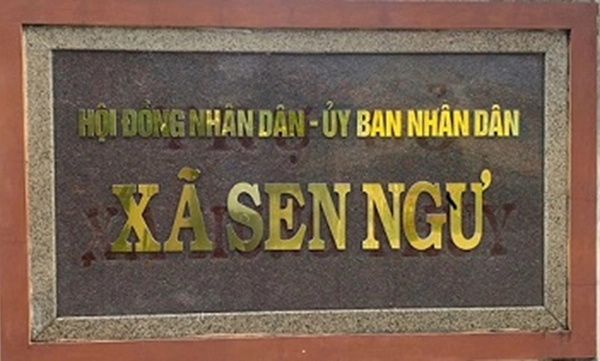 HỘI ĐỒNG NHÂN DÂN - ỦY BAN NHÂN DÂN
XÃ SEN NGƯ